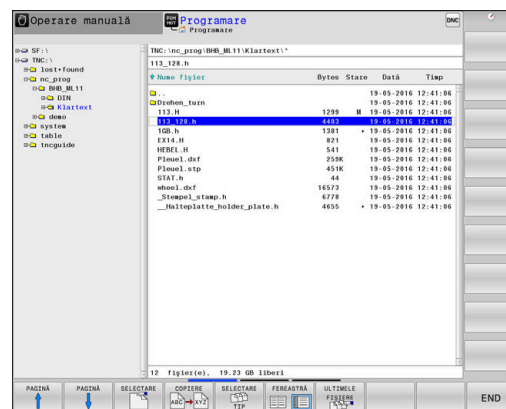 Operare manuală
PGM MGT
Programare
Programare
DNC
SF:\
TNC:\
lost+found
nc_prog
BHB_ML11
DIN
Klartext
demo
system
table
tncguide
TNC:\nc_prog\BHB_ML11\Klartext\*
113_128.h
Nume fişier Bytes Stare Dată Timp
.. 19-05-2016 12:41:06
Drehen_turn 19-05-2016 12:41:06
113.H 1299 M 19-05-2016 12:41:06
113_128.h 4403 19-05-2016 12:41:06
1GB.h 1381 + 19-05-2016 12:41:06
EX14.H 821 19-05-2016 12:41:06
HEBEL.H 541 19-05-2016 12:41:06
Pleuel.dxf 259K 19-05-2016 12:41:06
Pleuel.stp 451K 19-05-2016 12:41:06
STAT.h 44 19-05-2016 12:41:06
wheel.dxf 16573 19-05-2016 12:41:06
_Stempel_stamp.h 6778 19-05-2016 12:41:06
__Halteplatte_holder_plate.h 4655 + 19-05-2016 12:41:06
12 fişier(e), 19.23 GB liberi
PAGINĂ
PAGINĂ
SELECTARE
COPIERE
ABC XYZ
SELECTARE
TIP
FEREASTRĂ
ULTIMELE
FIŞIERE
END